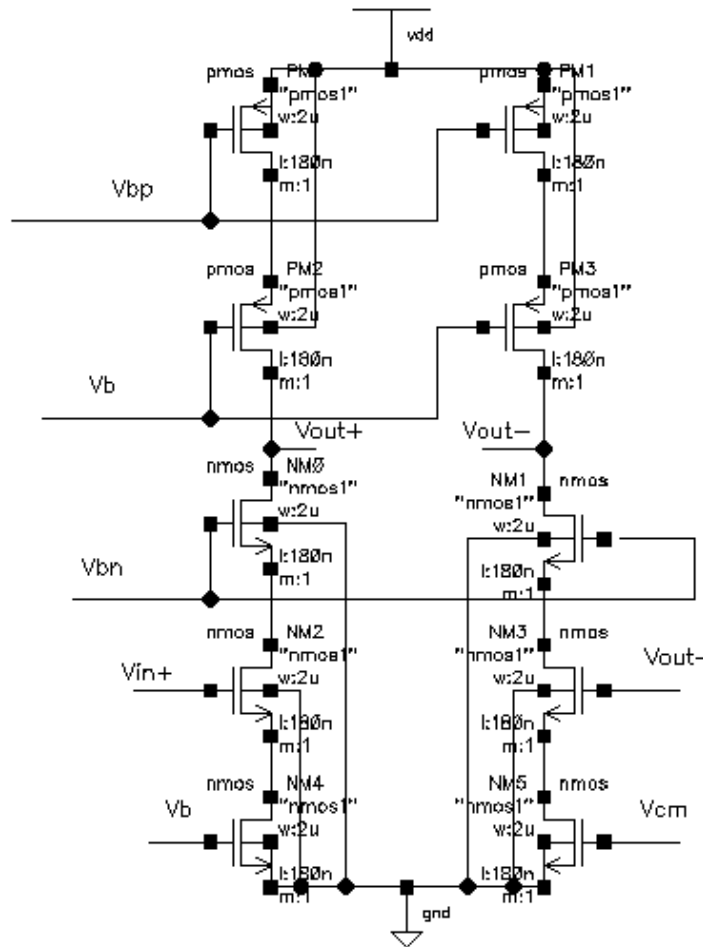 vdd
pmos PM
"pmos1"
w:2u
l:180n
m:1
pmos PM1
"pmos1"
w:2u
l:180n
m:1
Vbp
pmos PM2
"pmos1"
w:2u
l:180n
m:1
pmos PM3
"pmos1"
w:2u
l:180n
m:1
Vb
Vout+
Vout-
nmos NM0
"nmos1"
w:2u
l:180n
m:1
NM1 nmos
"nmos1"
w:2u
l:180n
m:1
Vbn
nmos NM2
"nmos1"
w:2u
l:180n
m:1
NM3 nmos
"nmos1"
w:2u
l:180n
m:1
Vin+
Vout-
nmos NM4
"nmos1"
w:2u
l:180n
m:1
NM5 nmos
"nmos1"
w:2u
l:180n
m:1
Vb
Vcm
gnd